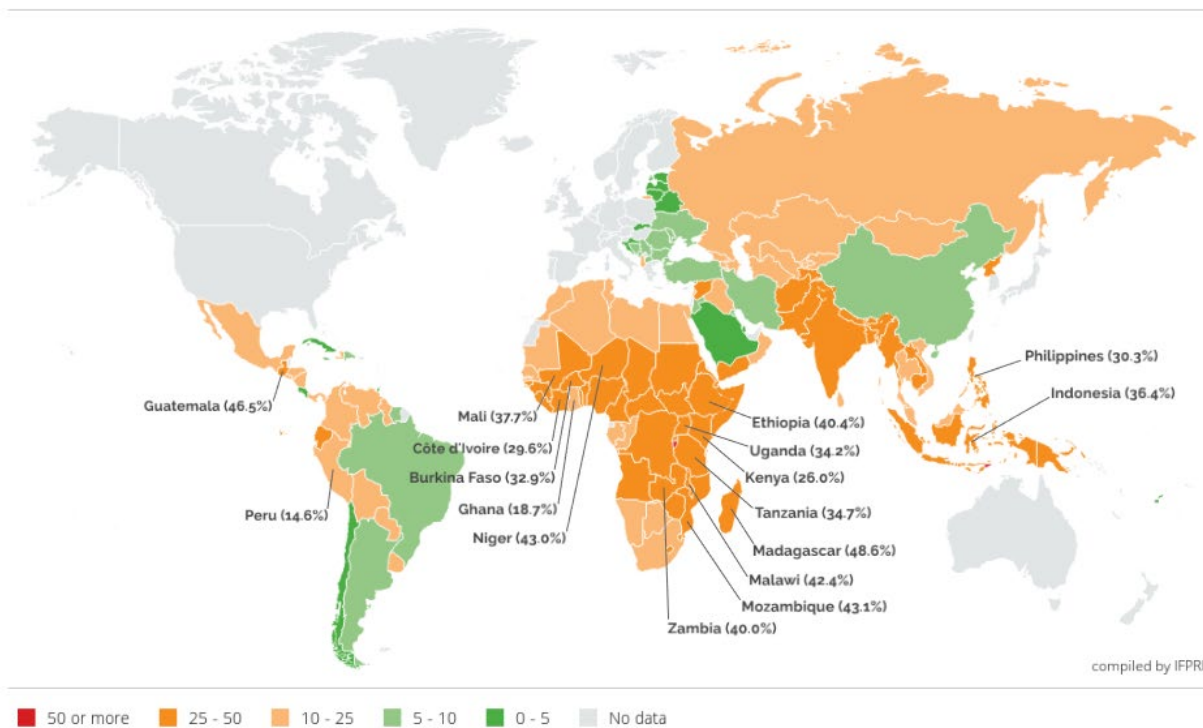 Philippines (30.3%)
Indonesia (36.4%)
Guatemala (46.5%)
Mali (37.7%)
Ethiopia (40.4%)
Côte d'Ivoire (29.6%)
Uganda (34.2%)
Burkina Faso (32.9%)
Kenya (26.0%)
Ghana (18.7%)
Peru (14.6%)
Tanzania (34.7%)
Niger (43.0%)
Madagascar (48.6%)
Malawi (42.4%)
Mozambique (43.1%)
Zambia (40.0%)
compiled by IFPRI
50 or more 25 - 50 10 - 25 5 - 10 0 - 5 No data